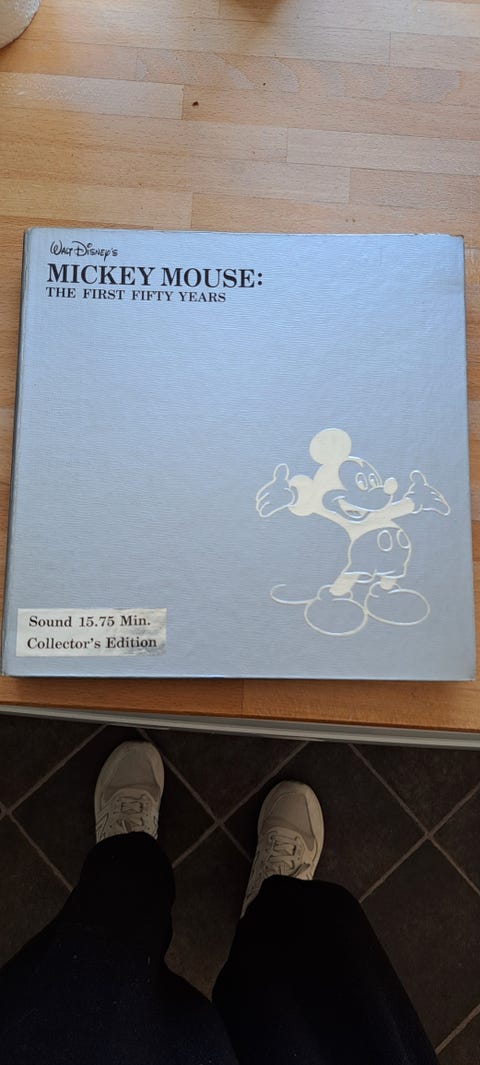 Walt Disney's
MICKEY MOUSE:
THE FIRST FIFTY YEARS
Sound 15.75 Min.
Collector's Edition